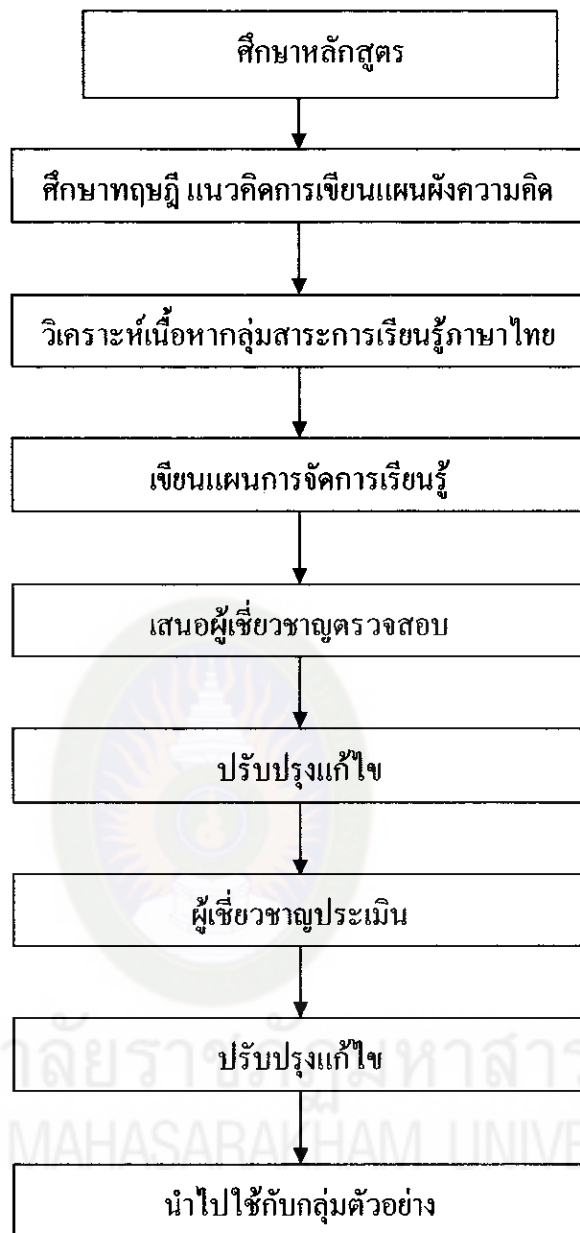 ศึกษาหลักสูตร
ศึกษาทฤษฎี แนวคิดการเขียนแผนผังความคิด
วิเคราะห์เนื้อหากลุ่มสาระการเรียนรู้ภาษาไทย
เขียนแผนการจัดการเรียนรู้
เสนอผู้เชี่ยวชาญตรวจสอบ
ปรับปรุงแก้ไข
ผู้เชี่ยวชาญประเมิน
ปรับปรุงแก้ไข
นำไปใช้กับกลุ่มตัวอย่าง
MAHASARAKHAM